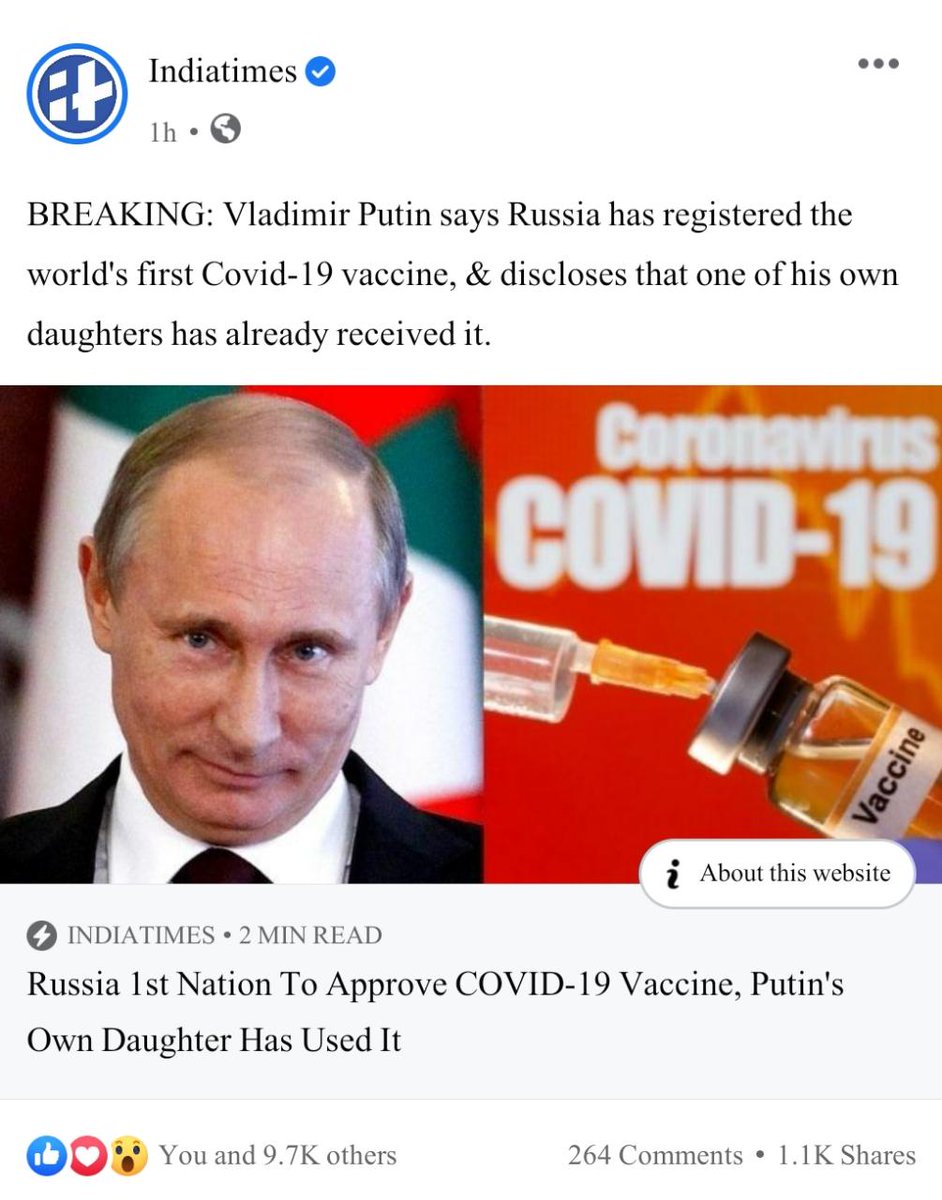 Indiatimes
1h •
BREAKING: Vladimir Putin says Russia has registered the
world's first Covid-19 vaccine, & discloses that one of his own
daughters has already received it.
Coronavirus
COVID-19
Vaccine
i About this website
INDIATIMES • 2 MIN READ
Russia 1st Nation To Approve COVID-19 Vaccine, Putin's
Own Daughter Has Used It
You and 9.7K others
264 Comments • 1.1K Shares